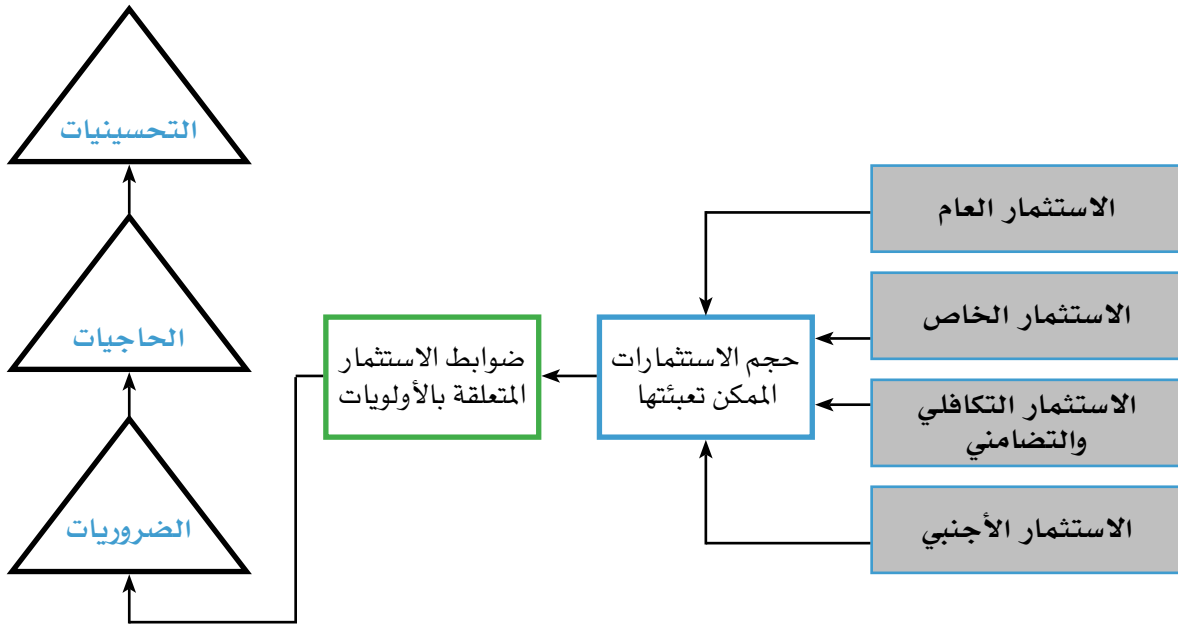 الاستثمار العام
الاستثمار الخاص
الاستثمار التكافلي
والتضامني
الاستثمار الأجنبي
حجم الاستثمارات
الممكن تعبئتها
ضوابط الاستثمار
المتعلقة بالأولويات
التحسينيات
الحاجيات
الضروريات